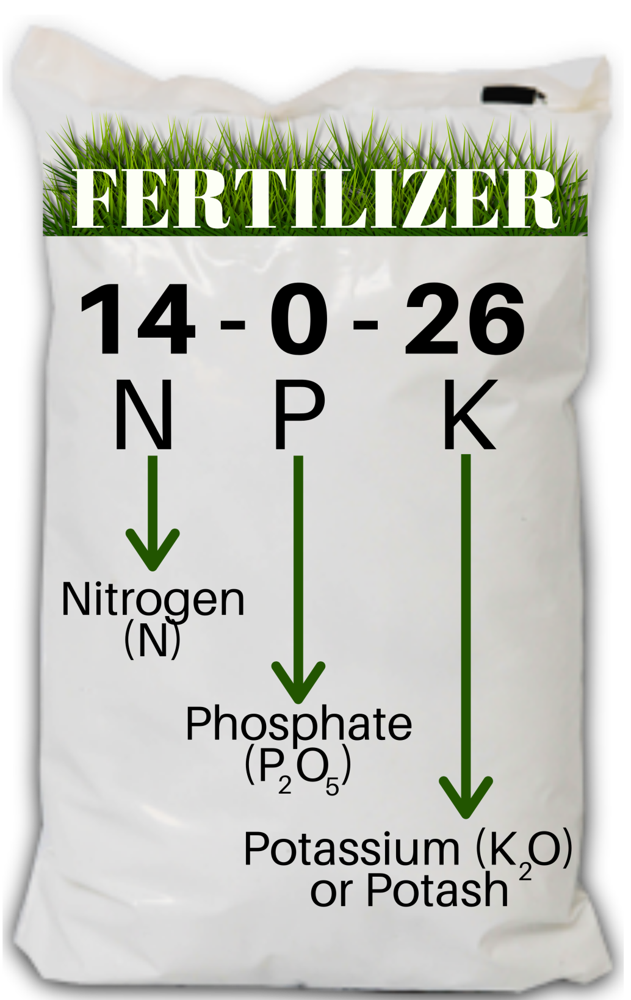 FERTILIZER
14 - 0 - 26
N P K
Nitrogen
(N)
Phosphate
(P₂O₅)
Potassium (K₂O)
or Potash